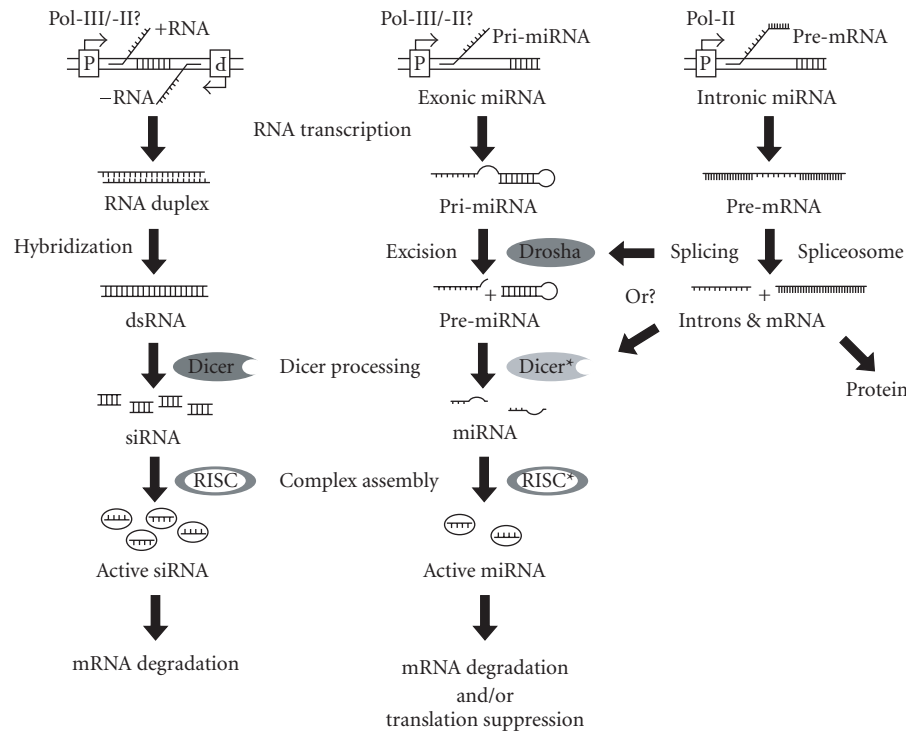 Pol-III/-II?
+RNA
P
P
−RNA
Pol-III/-II?
Pri-miRNA
P
Exonic miRNA
Pol-II
Pre-mRNA
P
Intronic miRNA
RNA transcription
RNA duplex
Pri-miRNA
Pre-mRNA
Hybridization
Excision
Drosha
Splicing
Spliceosome
dsRNA
+
Pre-miRNA
Or?
+
Introns & mRNA
Dicer
Dicer processing
Dicer*
Protein
siRNA
miRNA
RISC
Complex assembly
RISC*
Active siRNA
Active miRNA
mRNA degradation
mRNA degradation
and/or
translation suppression